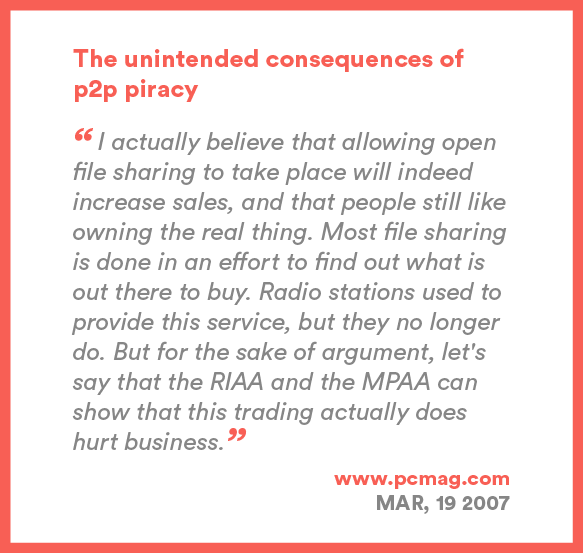 The unintended consequences of
p2p piracy
“ I actually believe that allowing open
file sharing to take place will indeed
increase sales, and that people still like
owning the real thing. Most file sharing
is done in an effort to find out what is
out there to buy. Radio stations used to
provide this service, but they no longer
do. But for the sake of argument, let's
say that the RIAA and the MPAA can
show that this trading actually does
hurt business.”
www.pcmag.com
MAR, 19 2007